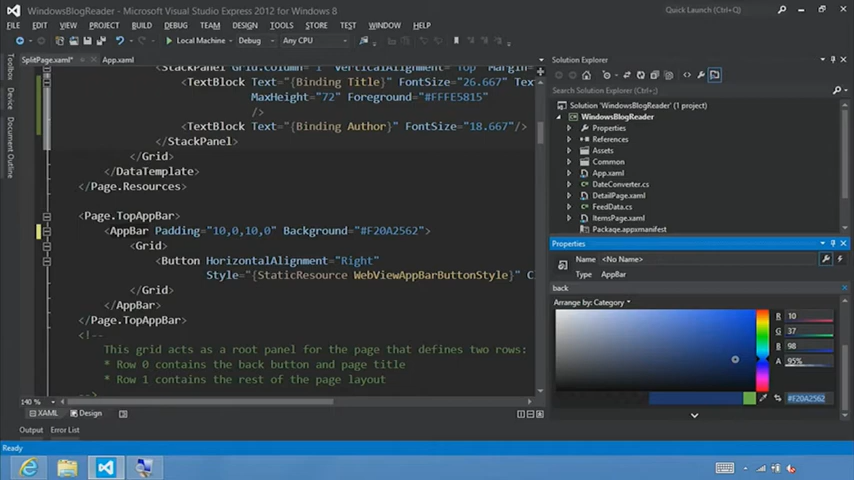 WindowsBlogReader - Microsoft Visual Studio Express 2012 for Windows 8
Quick Launch (Ctrl+Q)
FILE EDIT VIEW PROJECT BUILD DEBUG TEAM TOOLS STORE TEST WINDOW HELP
Local Machine Debug Any CPU
SplitPage.xaml* App.xaml
Toolbox
Device
Document Outline
<StackPanel Grid.Column="1" VerticalAlignment="Top" Margin=
<TextBlock Text="{Binding Title}" FontSize="26.667" Tex
MaxHeight="72" Foreground="#FFFE5815"
/>
<TextBlock Text="{Binding Author}" FontSize="18.667"/>
</StackPanel>
</Grid>
</DataTemplate>
</Page.Resources>
<Page.TopAppBar>
<AppBar Padding="10,0,10,0" Background="#F20A2562">
<Grid>
<Button HorizontalAlignment="Right"
Style="{StaticResource WebViewAppBarButtonStyle}" C
</Grid>
</AppBar>
</Page.TopAppBar>
<!--
This grid acts as a root panel for the page that defines two rows:
* Row 0 contains the back button and page title
* Row 1 contains the rest of the page layout
-->
140 %
XAML Design
Output Error List
Ready
Solution Explorer
Search Solution Explorer (Ctrl+;)
Solution 'WindowsBlogReader' (1 project)
WindowsBlogReader
Properties
References
Assets
Common
App.xaml
DateConverter.cs
DetailPage.xaml
FeedData.cs
ItemsPage.xaml
Package.appxmanifest
Properties
Name <No Name>
Type AppBar
back
Arrange by: Category
R 10
G 37
B 98
A 95%
#F20A2562